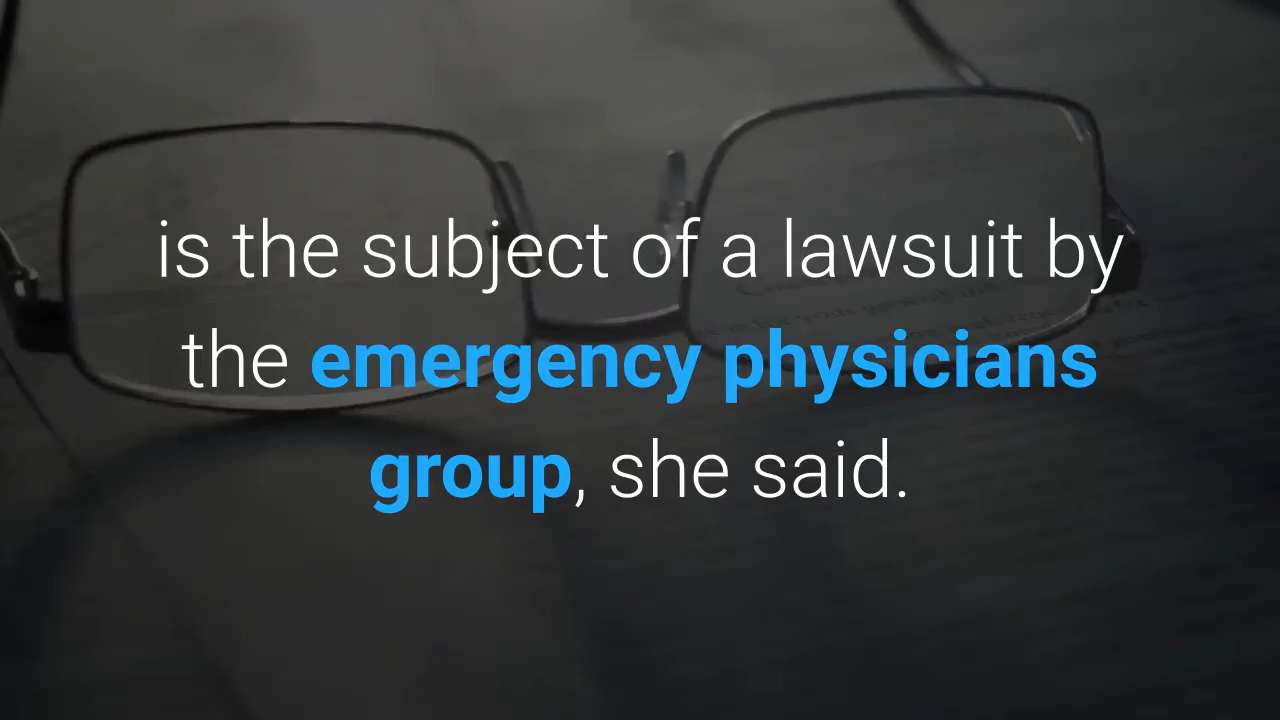 is the subject of a lawsuit by
the emergency physicians
group, she said.